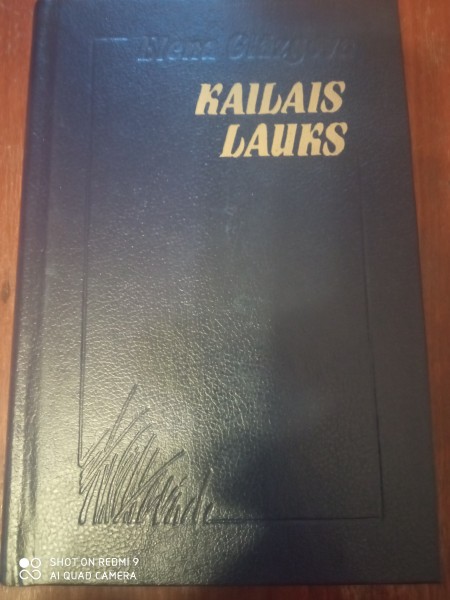 KAILAIS
LAUKS
SHOT ON REDMI 9
AI QUAD CAMERA